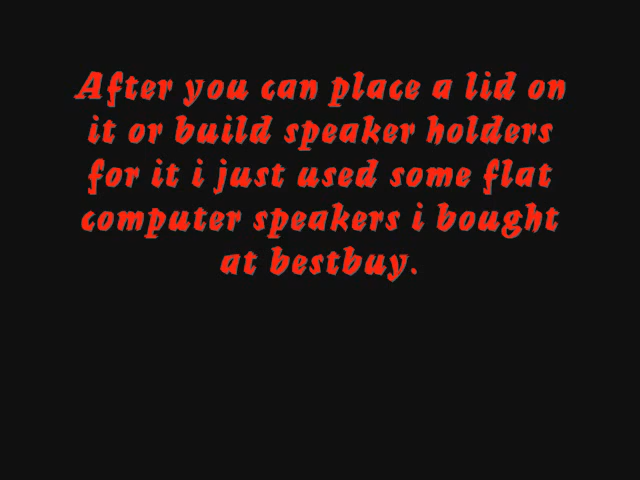 After you can place a lid on
it or build speaker holders
for it i just used some flat
computer speakers i bought
at bestbuy.